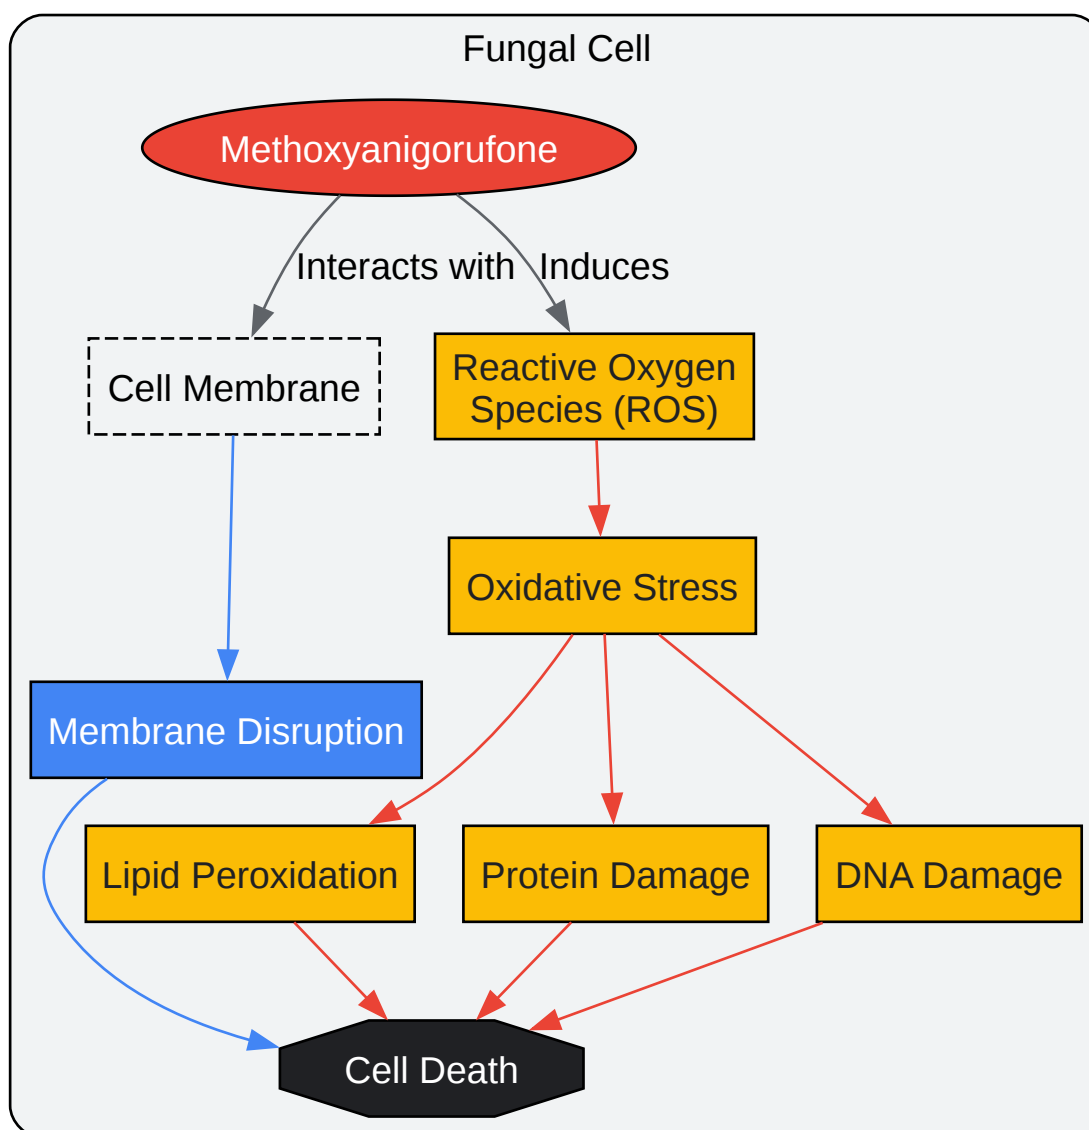 Fungal Cell
Methoxyanigorufone
Interacts with
Induces
Cell Membrane
Reactive Oxygen
Species (ROS)
Oxidative Stress
Membrane Disruption
Lipid Peroxidation
Protein Damage
DNA Damage
Cell Death